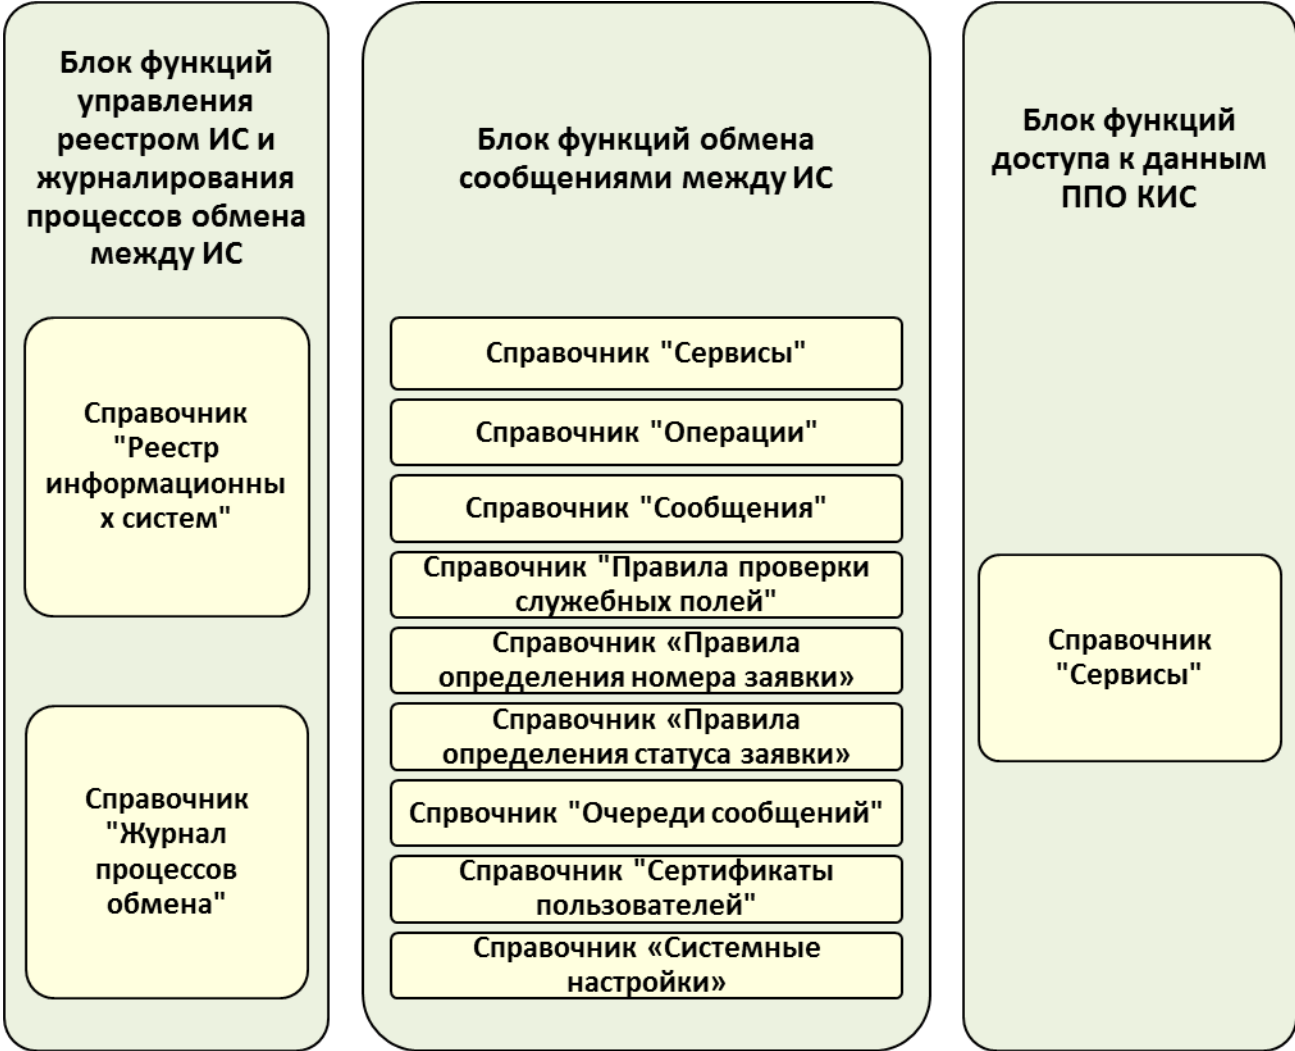 Блок функций
управления
реестром ИС и
журналирования
процессов обмена
между ИС
Справочник
"Реестр
информационны
х систем"
Справочник
"Журнал
процессов
обмена"
Блок функций обмена
сообщениями между ИС
Справочник "Сервисы"
Справочник "Операции"
Справочник "Сообщения"
Справочник "Правила проверки
служебных полей"
Справочник «Правила
определения номера заявки»
Справочник «Правила
определения статуса заявки»
Спрвочник "Очереди сообщений"
Справочник "Сертификаты
пользователей"
Справочник «Системные
настройки»
Блок функций
доступа к данным
ППО КИС
Справочник
"Сервисы"